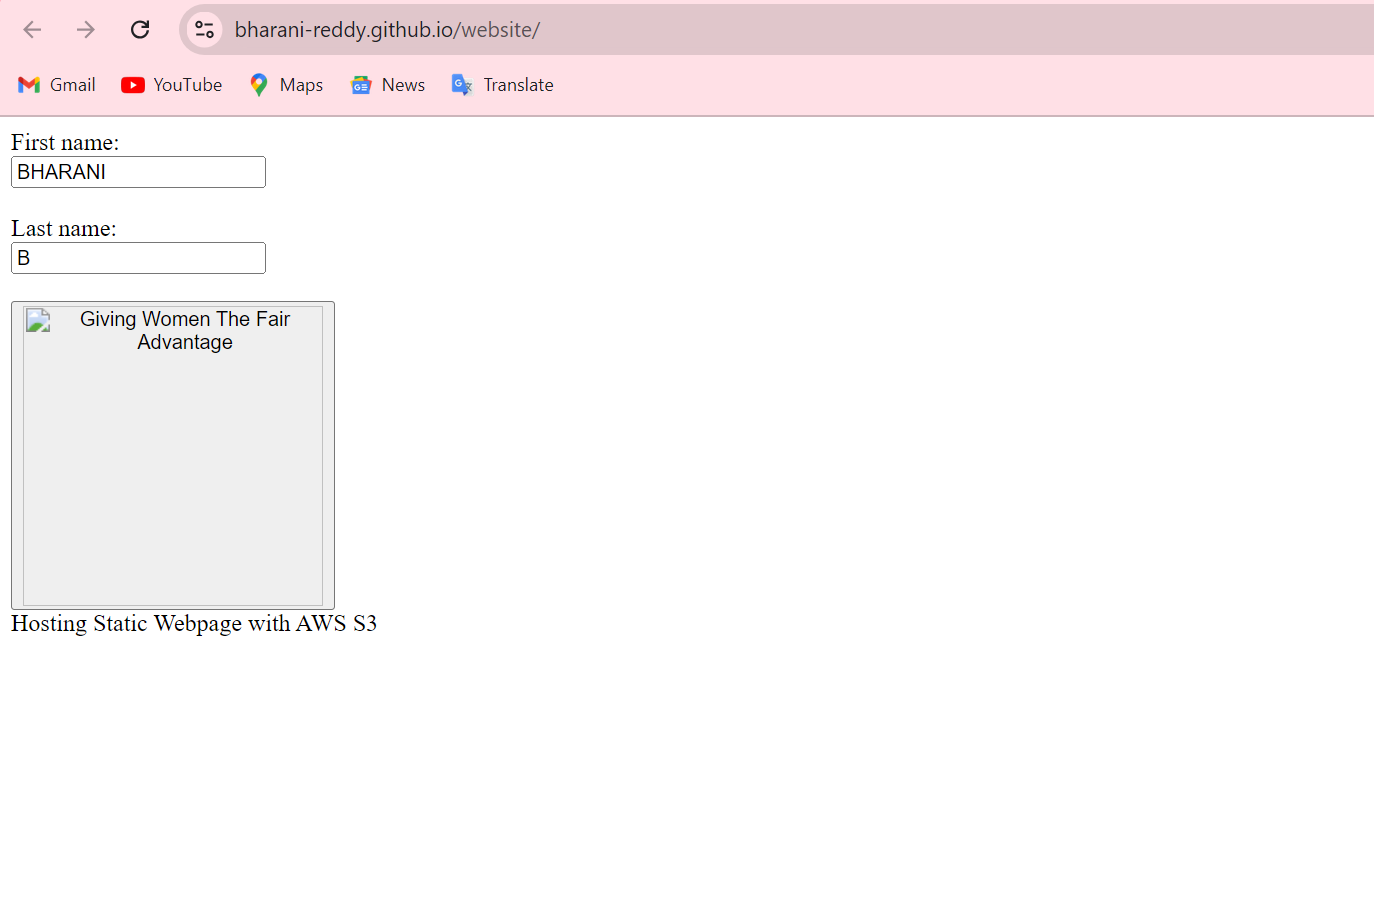 bharani-reddy.github.io/website/
Gmail YouTube Maps News Translate
First name:
BHARANI
Last name:
B
Giving Women The Fair
Advantage
Hosting Static Webpage with AWS S3